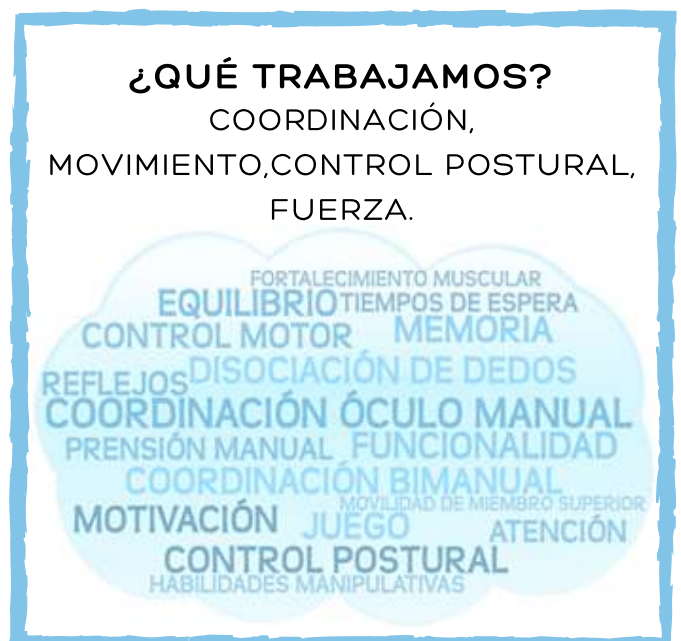 ¿QUÉ TRABAJAMOS?
COORDINACIÓN,
MOVIMIENTO,CONTROL POSTURAL,
FUERZA.
FORTALECIMIENTO MUSCULAR
EQUILIBRIO TIEMPOS DE ESPERA
CONTROL MOTOR MEMORIA
REFLEJOS DISOCIACIÓN DE DEDOS
COORDINACIÓN ÓCULO MANUAL
PRENSIÓN MANUAL FUNCIONALIDAD
COORDINACIÓN BIMANUAL
MOVILIDAD DE MIEMBRO SUPERIOR
MOTIVACIÓN JUEGO ATENCIÓN
CONTROL POSTURAL
HABILIDADES MANIPULATIVAS